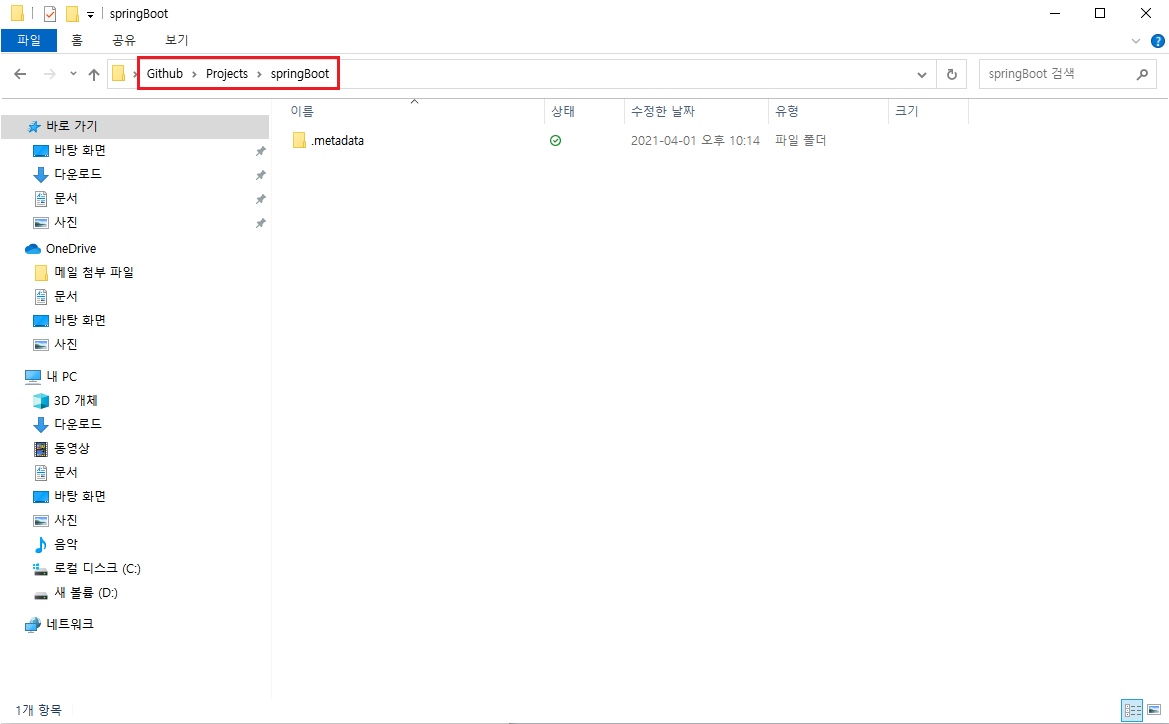 springBoot
파일 홈 공유 보기
Github > Projects > springBoot
springBoot 검색
이름 상태 수정한 날짜 유형 크기
.metadata 2021-04-01 오후 10:14 파일 폴더
바로 가기
바탕 화면
다운로드
문서
사진
OneDrive
메일 첨부 파일
문서
바탕 화면
사진
내 PC
3D 개체
다운로드
동영상
문서
바탕 화면
사진
음악
로컬 디스크 (C:)
새 볼륨 (D:)
네트워크
1개 항목